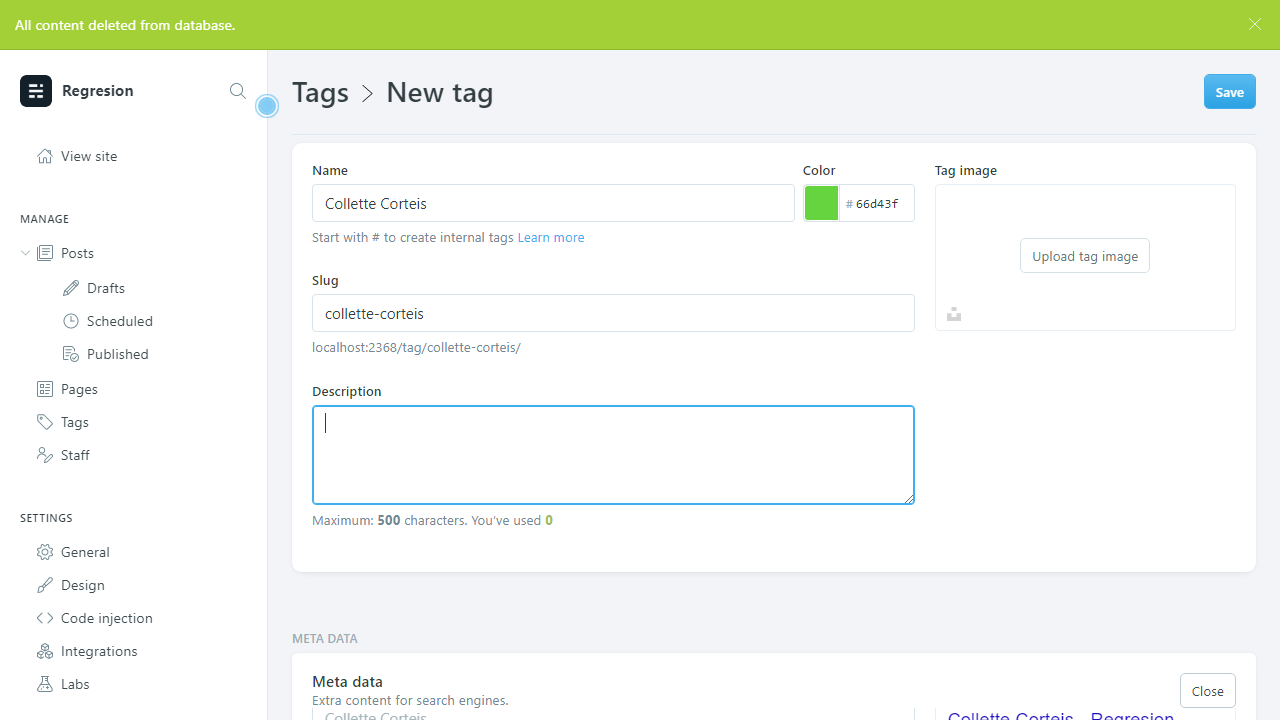 All content deleted from database.
Regresion
Tags > New tag
Save
View site
MANAGE
Posts
Drafts
Scheduled
Published
Pages
Tags
Staff
SETTINGS
General
Design
Code injection
Integrations
Labs
Name
Collette Corteis
Start with # to create internal tags Learn more
Color
# 66d43f
Slug
collette-corteis
localhost:2368/tag/collette-corteis/
Description
Maximum: 500 characters. You've used 0
Tag image
Upload tag image
META DATA
Meta data
Extra content for search engines.
Close
Collette Corteis
Collette Corteis - Regresion